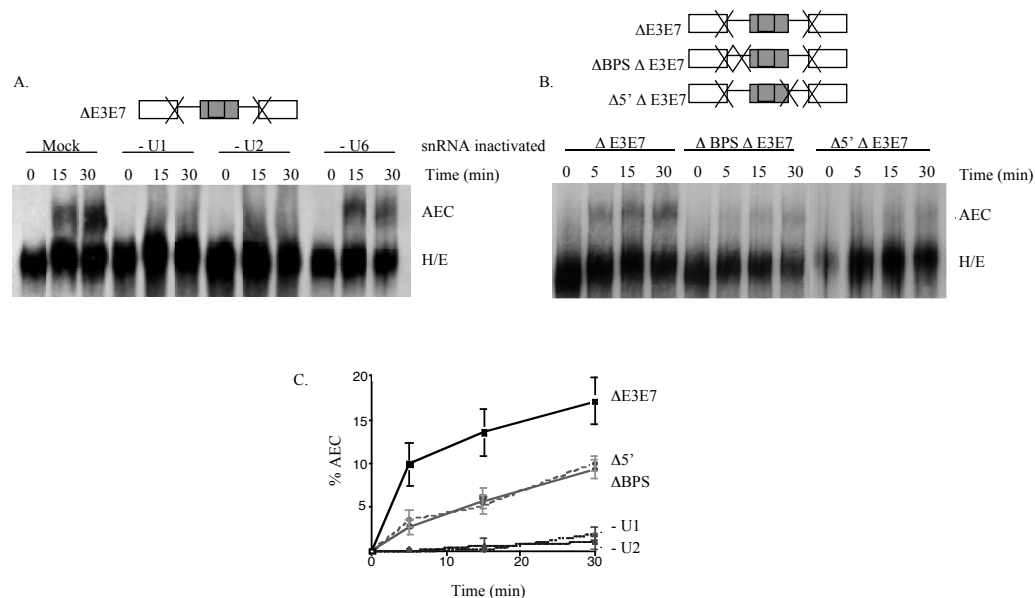 A.
ΔE3E7
Mock - U1 - U2 - U6 snRNA inactivated
0 15 30 0 15 30 0 15 30 0 15 30 Time (min)
AEC
H/E
B.
ΔE3E7
ΔBPS Δ E3E7
Δ5' Δ E3E7
Δ E3E7 Δ BPS Δ E3E7 Δ5' Δ E3E7
0 5 15 30 0 5 15 30 0 5 15 30 Time (min)
AEC
H/E
C.
% AEC
20
15
10
5
0
0 10 20 30
Time (min)
ΔE3E7
Δ5'
ΔBPS
- U1
- U2